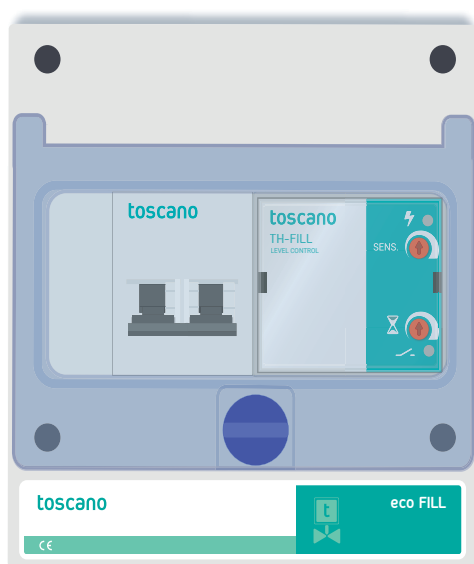 toscano
toscano
TH-FILL
LEVEL CONTROL
SENS.
toscano
t
eco FILL
CE